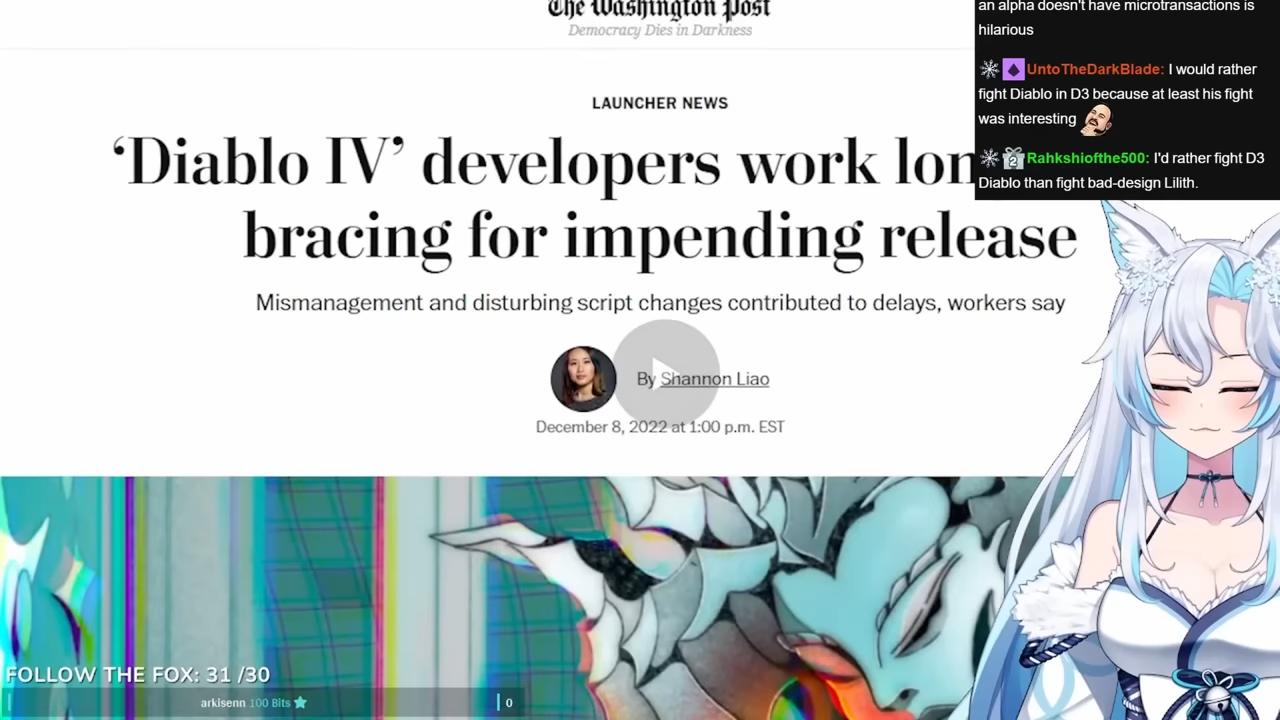 The Washington Post
Democracy Dies in Darkness
LAUNCHER NEWS
‘Diablo IV’ developers work lon
bracing for impending release
Mismanagement and disturbing script changes contributed to delays, workers say
By Shannon Liao
December 8, 2022 at 1:00 p.m. EST
an alpha doesn't have microtransactions is
hilarious
UntoTheDarkBlade: I would rather
fight Diablo in D3 because at least his fight
was interesting
2 Rahkshiofthe500: I'd rather fight D3
Diablo than fight bad-design Lilith.
FOLLOW THE FOX: 31 /30
arkisenn 100 Bits
0